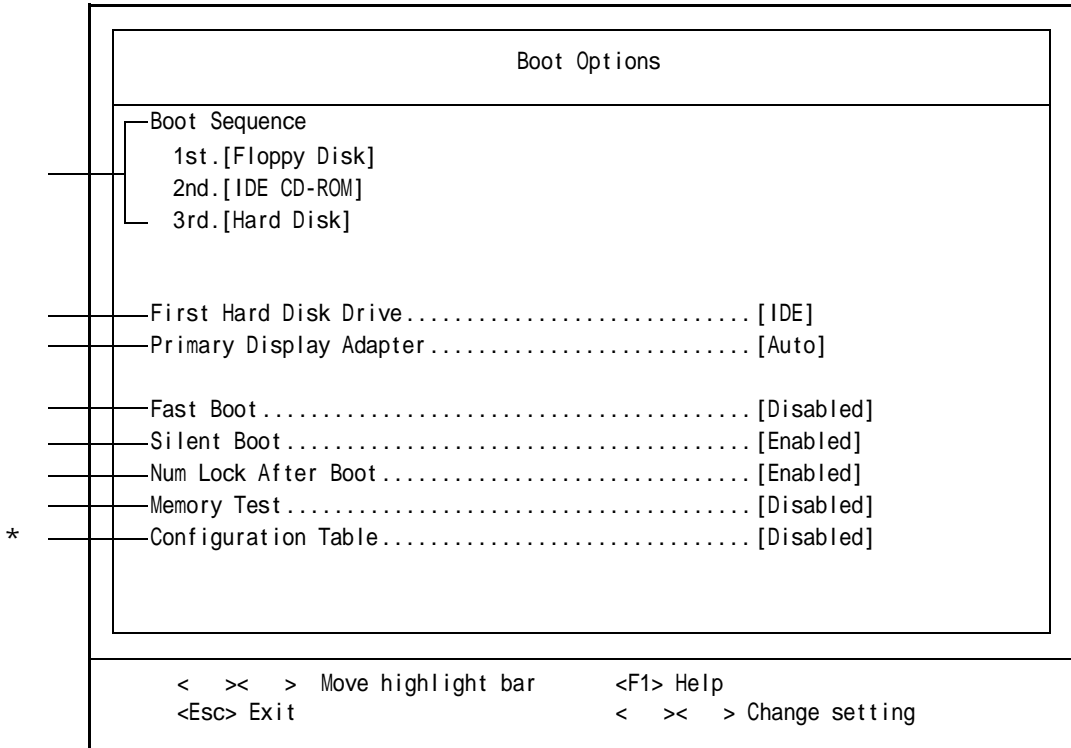 Boot Options
Boot Sequence
1st.[Floppy Disk]
2nd.[IDE CD-ROM]
3rd.[Hard Disk]
First Hard Disk Drive.............................[IDE]
Primary Display Adapter...........................[Auto]
Fast Boot.........................................[Disabled]
Silent Boot.......................................[Enabled]
Num Lock After Boot...............................[Enabled]
Memory Test.......................................[Disabled]
* Configuration Table...............................[Disabled]
< >< > Move highlight bar <F1> Help
<Esc> Exit < >< > Change setting